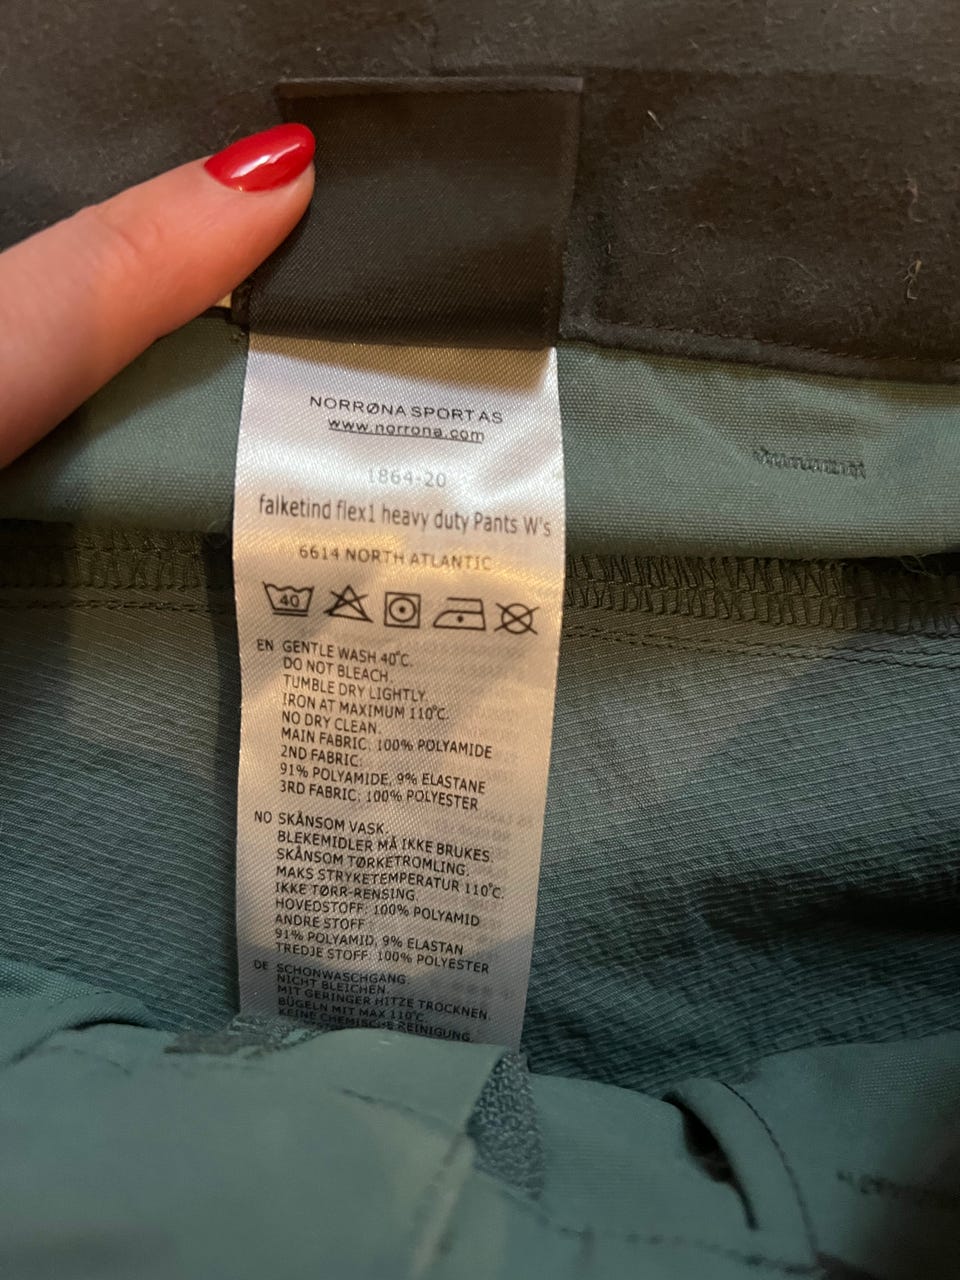 NORRØNA SPORT AS
www.norrona.com
1864-20
falketind flex1 heavy duty Pants W's
6614 NORTH ATLANTIC
40
EN GENTLE WASH 40°C.
DO NOT BLEACH.
TUMBLE DRY LIGHTLY.
IRON AT MAXIMUM 110°C.
NO DRY CLEAN.
MAIN FABRIC: 100% POLYAMIDE
2ND FABRIC:
91% POLYAMIDE, 9% ELASTANE
3RD FABRIC: 100% POLYESTER
NO SKÅNSOM VASK.
BLEKEMIDLER MÅ IKKE BRUKES.
SKÅNSOM TØRKETROMLING.
MAKS STRYKETEMPERATUR 110°C.
IKKE TØRR-RENSING.
HOVEDSTOFF: 100% POLYAMID
ANDRE STOFF
91% POLYAMID, 9% ELASTAN
TREDJE STOFF: 100% POLYESTER
DE SCHONWASCHGANG.
NICHT BLEICHEN.
MIT GERINGER HITZE TROCKNEN.
BÜGELN MIT MAX 110°C.
KEINE CHEMISCHE REINIGUNG